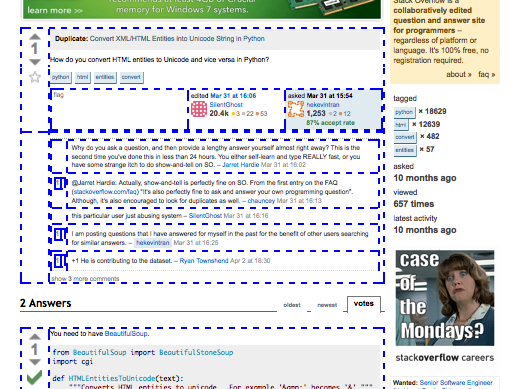 learn more >>
recommends at least 4GB of Crucial
memory for Windows 7 systems.
Stack Overflow is a
collaboratively edited
question and answer site
for programmers –
regardless of platform or
language. It's 100% free, no
registration required.
about » faq »
1
Duplicate: Convert XML/HTML Entities into Unicode String in Python
How do you convert HTML entities to Unicode and vice versa in Python?
python html entities convert
flag
edited Mar 31 at 16:06
SilentGhost
20.4k 3 22 53
asked Mar 31 at 15:54
hekevintran
1,253 2 12
87% accept rate
Why do you ask a question, and then provide a lengthy answer yourself almost right away? This is the
second time you've done this in less than 24 hours. You either self-learn and type REALLY fast, or you
have some strange itch to do show-and-tell on SO. – Jarret Hardie Mar 31 at 16:02
@Jarret Hardie: Actually, show-and-tell is perfectly fine on SO. From the first entry on the FAQ
(stackoverflow.com/faq) "It's also perfectly fine to ask and answer your own programming question".
Although, it's also encouraged to look for duplicates as well. – chauncey Mar 31 at 16:13
this particular user just abusing system – SilentGhost Mar 31 at 16:16
I am posting questions that I have answered for myself in the past for the benefit of other users searching
for similar answers. – hekevintran Mar 31 at 16:25
+1 He is contributing to the dataset. – Ryan Townshend Apr 2 at 18:30
show 3 more comments
tagged
python × 18629
html × 12639
convert × 482
entities × 57
asked
10 months ago
viewed
657 times
latest activity
10 months ago
case
of
the
Mondays?
stackoverflow careers
Wanted: Senior Software Engineer
2 Answers
oldest newest votes
1
You need to have BeautifulSoup.
from BeautifulSoup import BeautifulStoneSoup
import cgi
def HTMLEntitiesToUnicode(text):
"""Converts HTML entities to unicode. For example '&amp;' becomes '&'."""